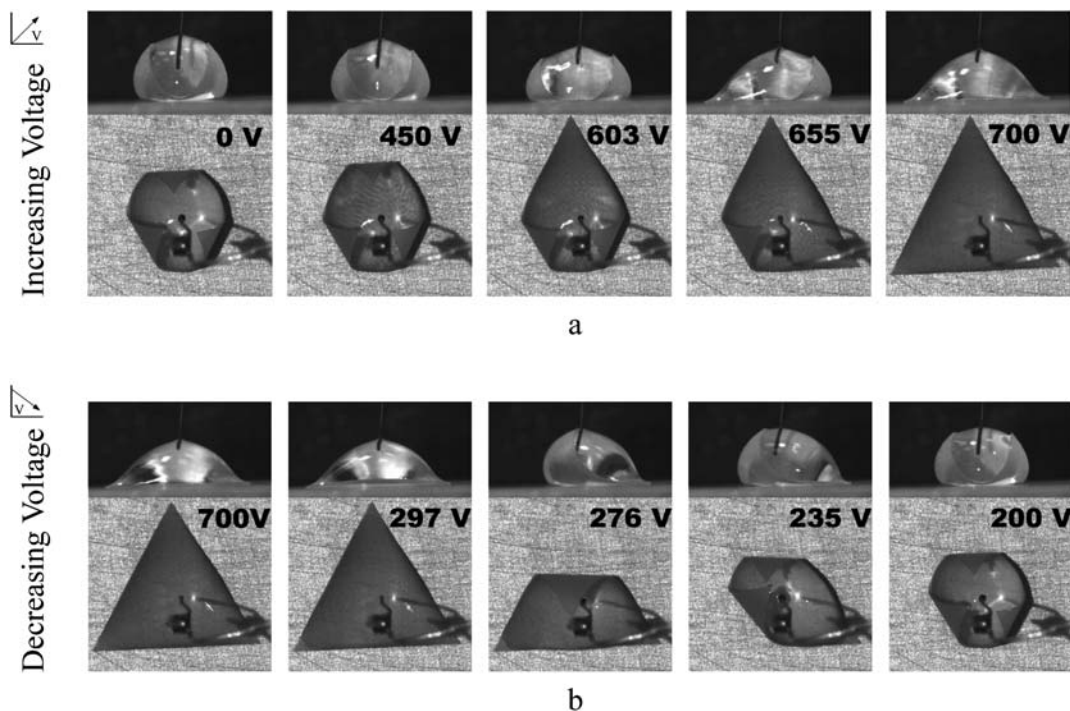 V
Increasing Voltage
0 V
450 V
603 V
655 V
700 V
a
V
Decreasing Voltage
700V
297 V
276 V
235 V
200 V
b